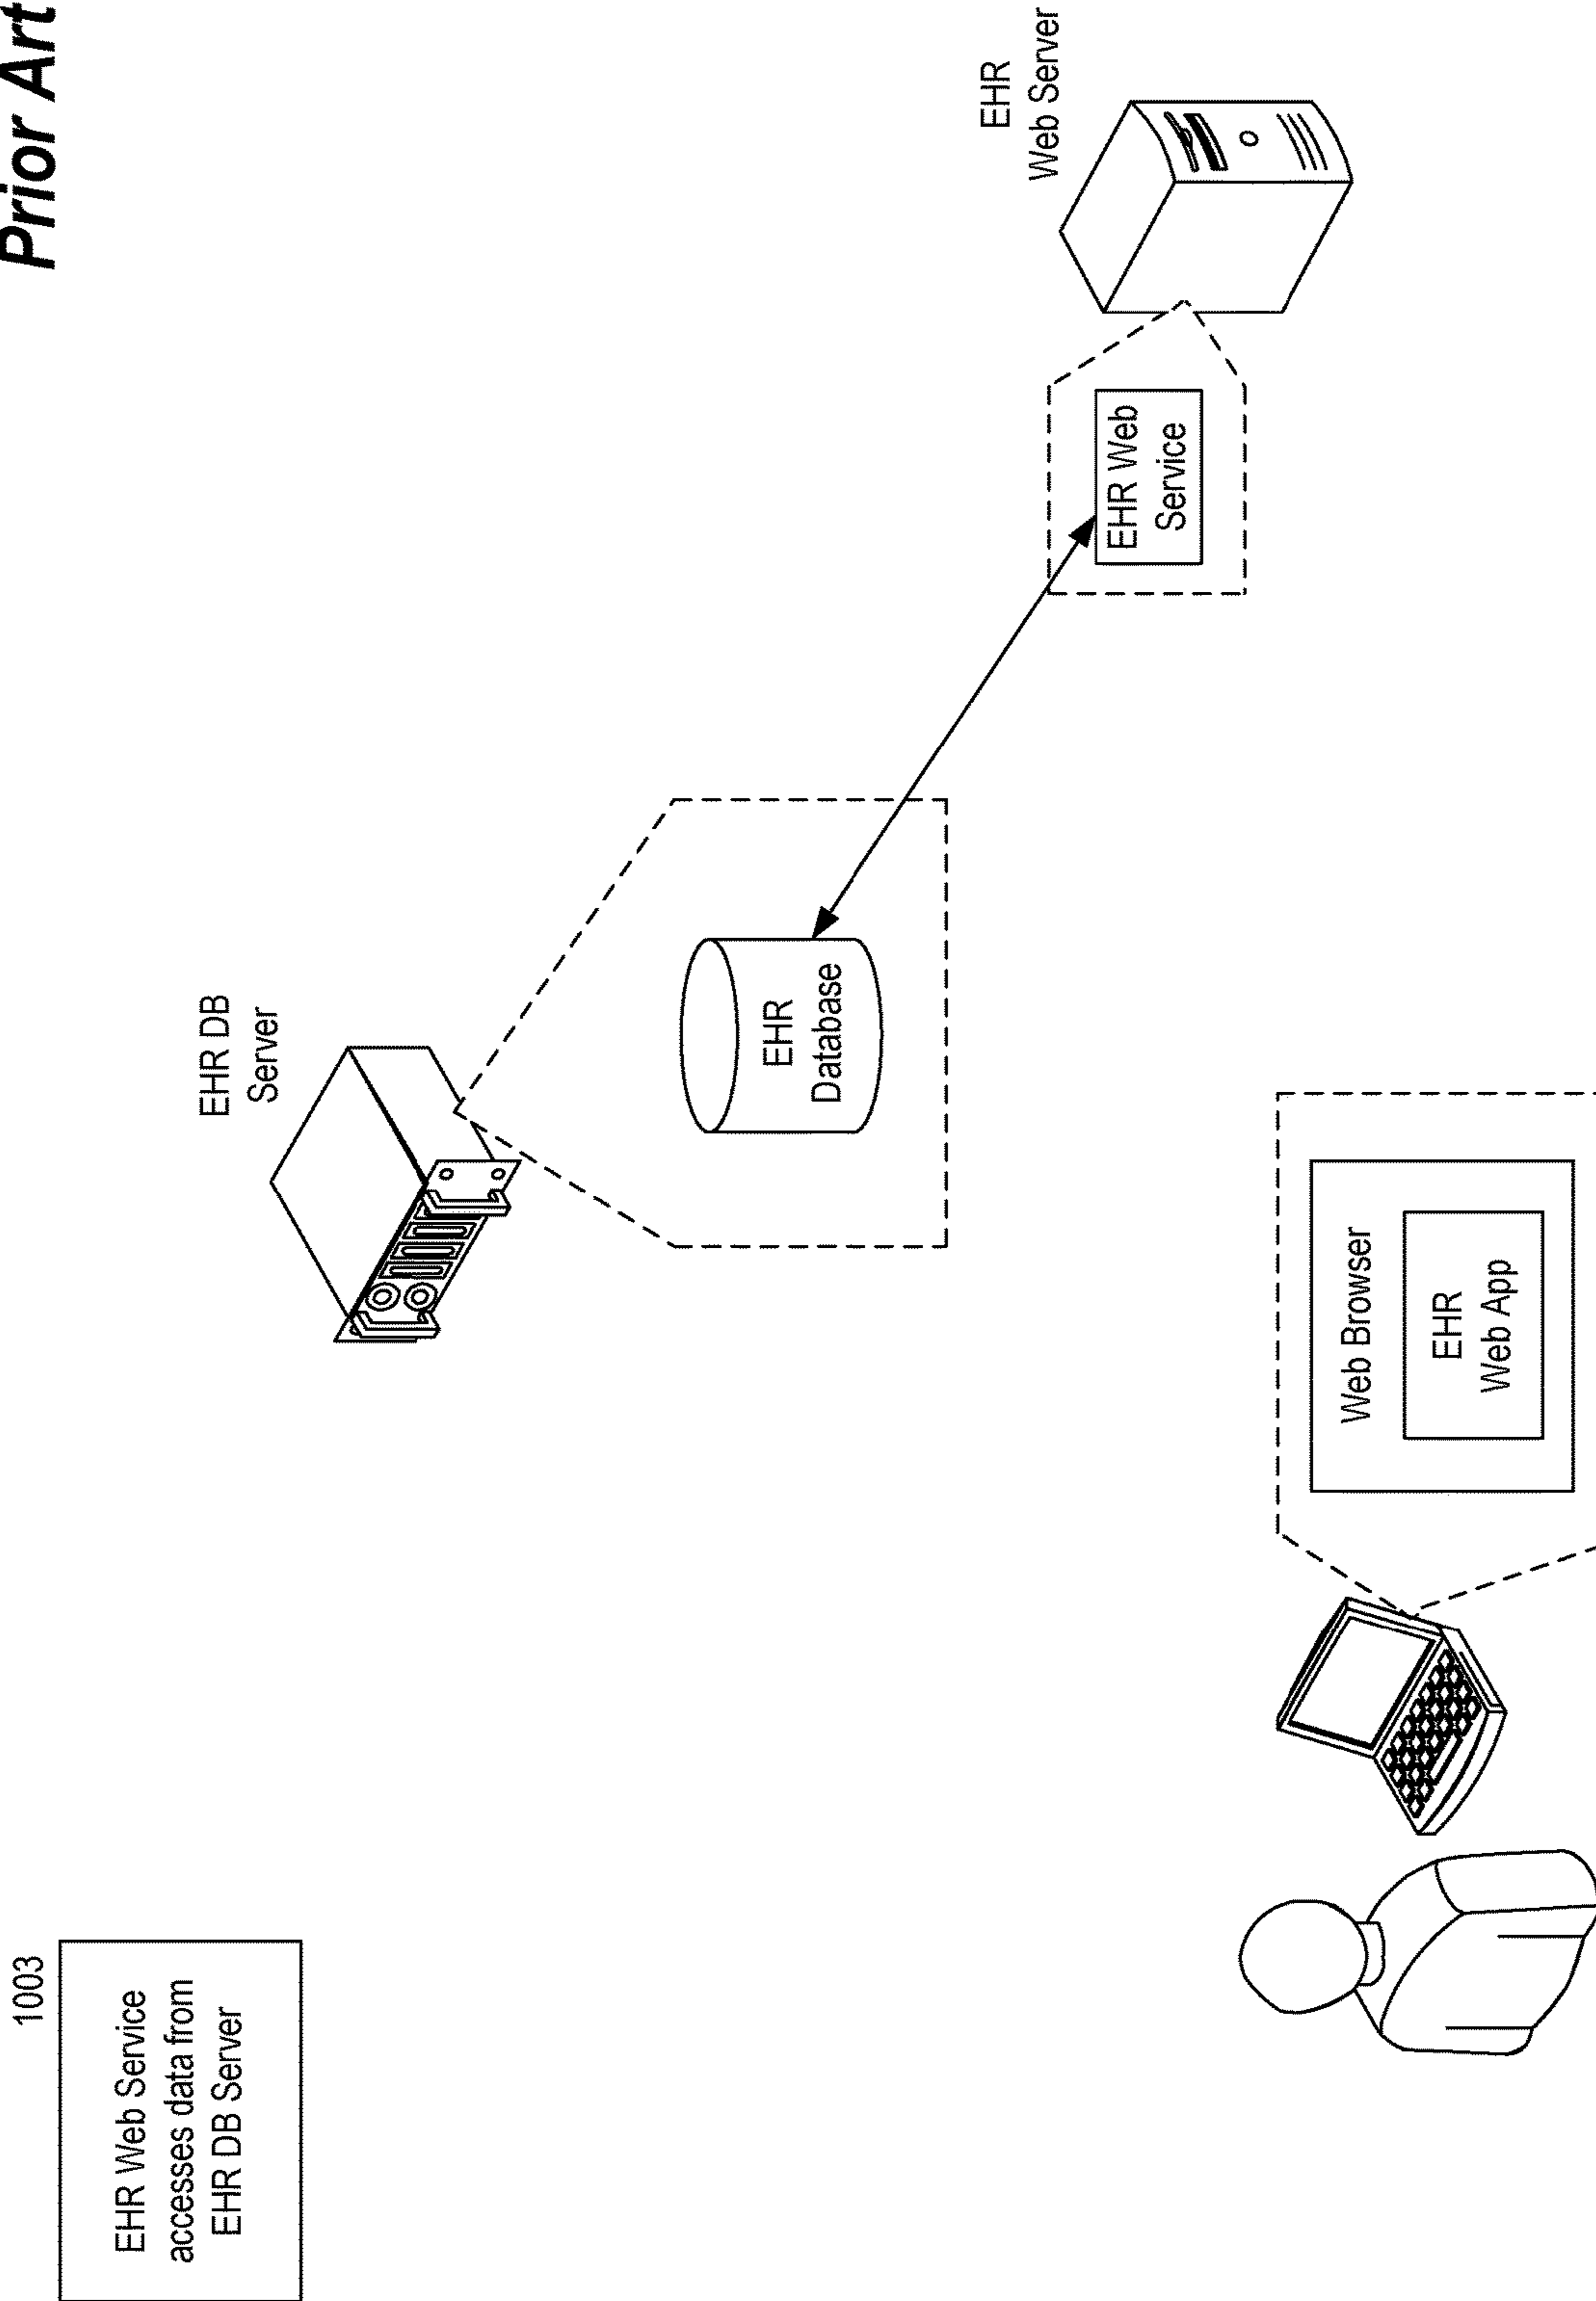 Prior Art
1003
EHR Web Service
accesses data from
EHR DB Server
EHR DB
Server
EHR
Database
EHR
Web Server
EHR Web
Service
Web Browser
EHR
Web App